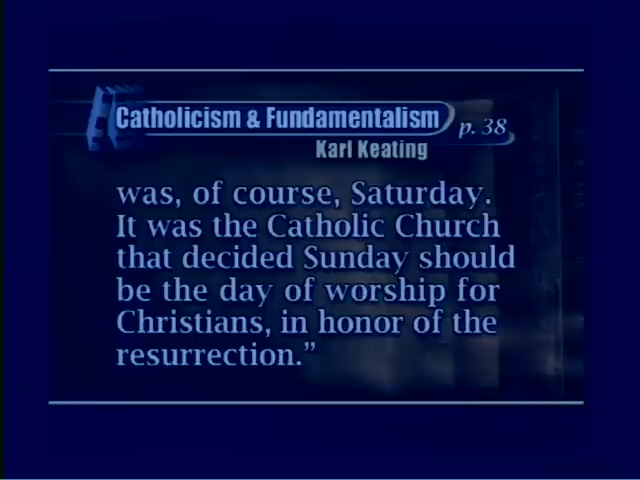 Catholicism & Fundamentalism p. 38
Karl Keating
was, of course, Saturday.
It was the Catholic Church
that decided Sunday should
be the day of worship for
Christians, in honor of the
resurrection.”